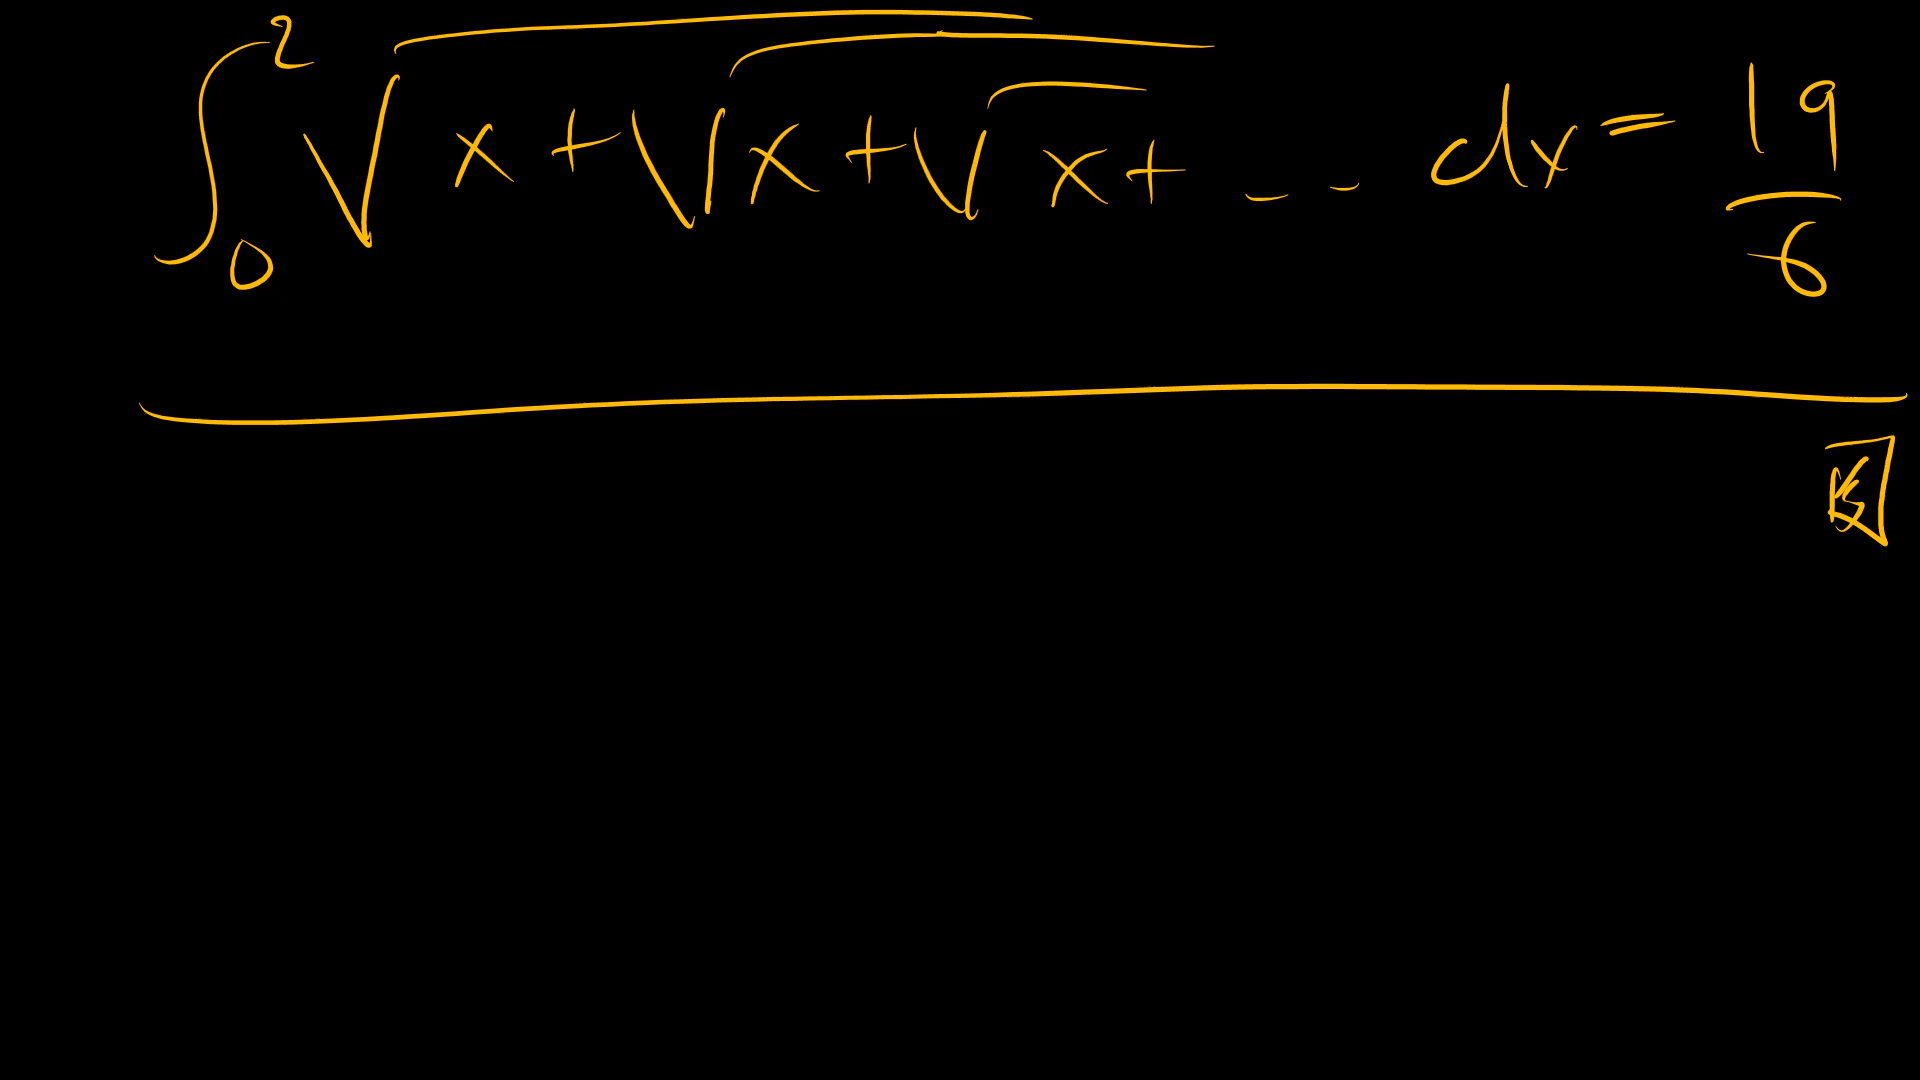 ∫₀² √(x+√(x+√(x+ ... dx = 19/6